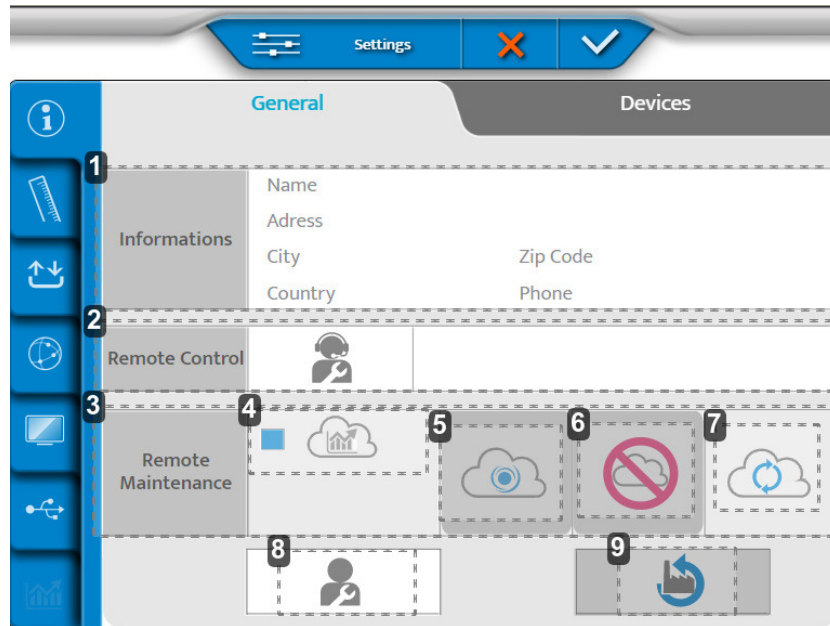 Settings
General
Devices
1
Informations
Name
Adress
City
Zip Code
Country
Phone
2
Remote Control
3
Remote
Maintenance
4
5
6
7
8
9